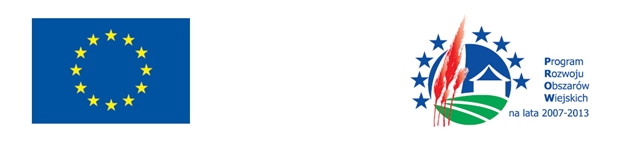 Program
Rozwoju
Obszarów
Wiejskich
na lata 2007-2013